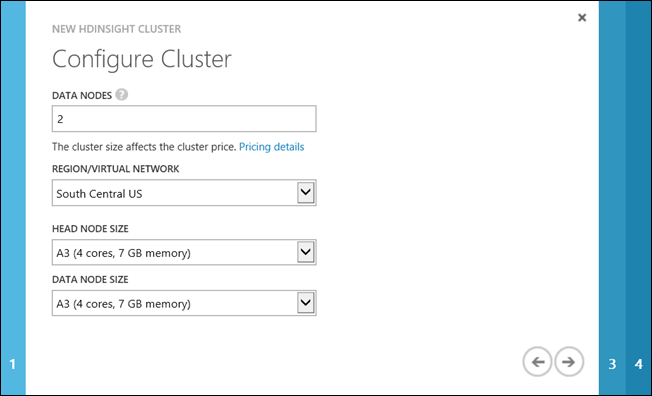 NEW HDINSIGHT CLUSTER
Configure Cluster
DATA NODES ?
2
The cluster size affects the cluster price. Pricing details
REGION/VIRTUAL NETWORK
South Central US
HEAD NODE SIZE
A3 (4 cores, 7 GB memory)
DATA NODE SIZE
A3 (4 cores, 7 GB memory)
1
3
4